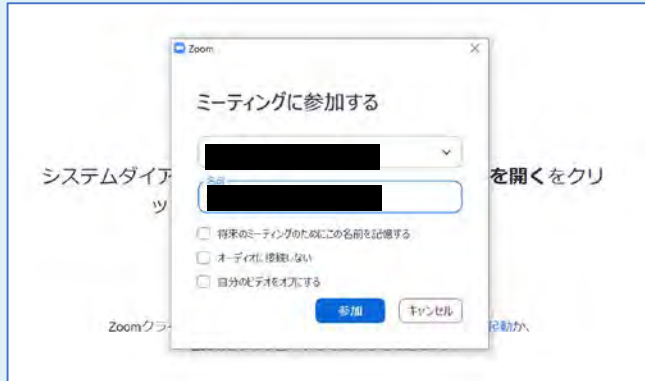 Zoom
ミーティングに参加する
システムダイア
を開くをクリ
ッ
名前
将来のミーティングのためにこの名前を記憶する
オーディオに接続しない
自分のビデオをオフにする
参加
キャンセル
Zoomクラ
起動か、